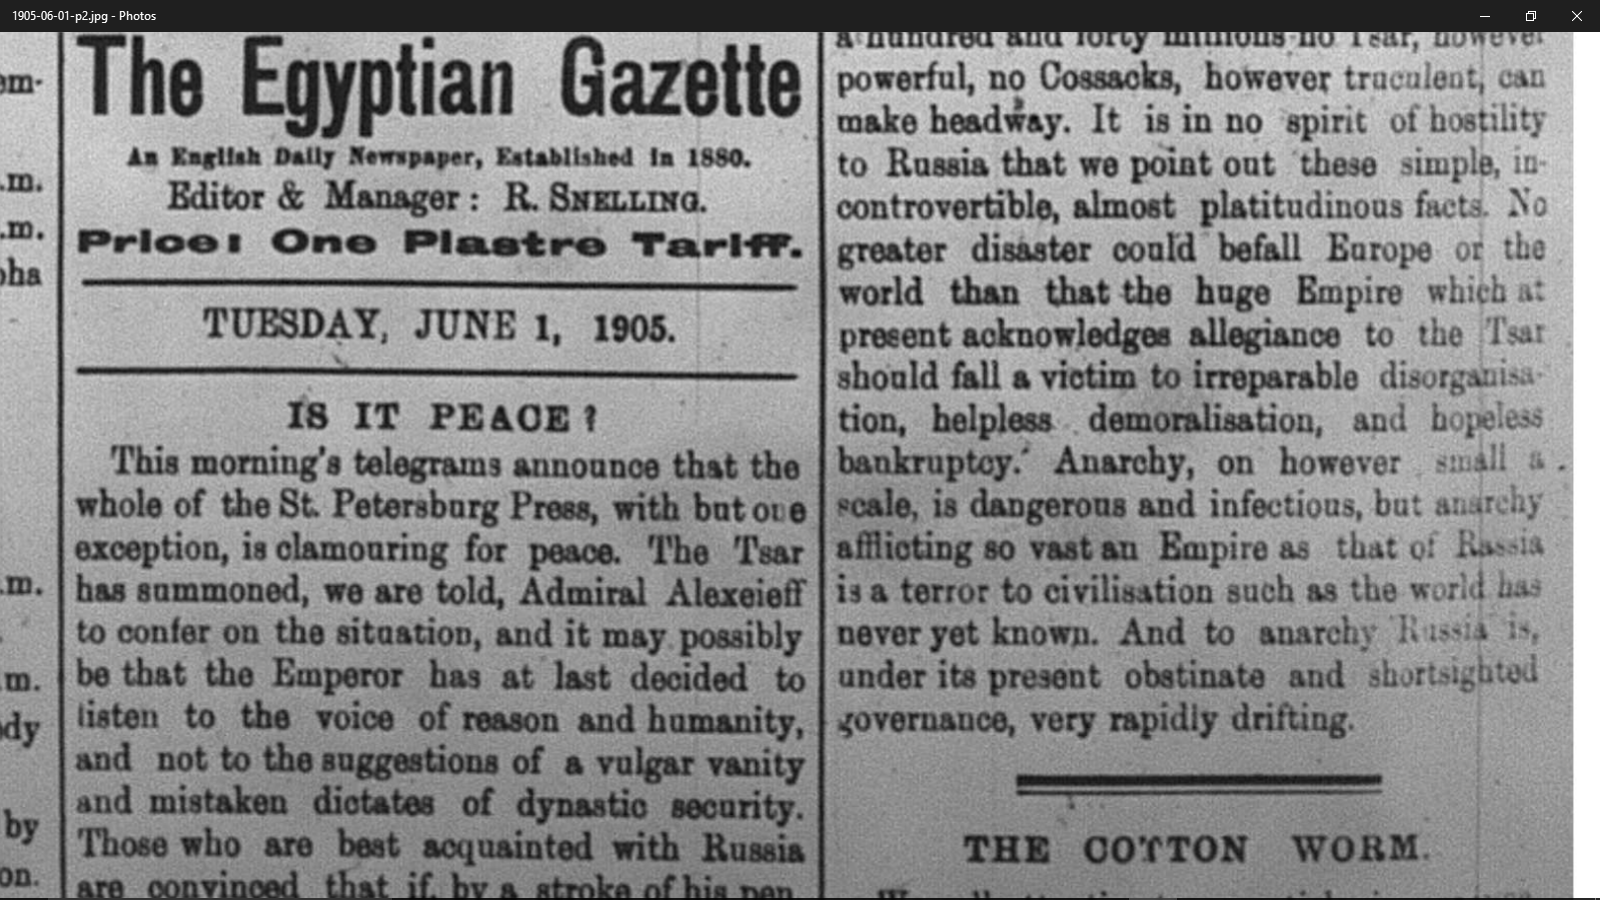 1905-06-01-p2.jpg - Photos
em-
.m.
.m.
pha
.m.
.m.
ody
by
on.
The Egyptian Gazette
An English Daily Newspaper, Established in 1880.
Editor & Manager: R. SNELLING.
Price: One Piastre Tariff.
TUESDAY, JUNE 1, 1905.
IS IT PEACE?
This morning's telegrams announce that the
whole of the St. Petersburg Press, with but one
exception, is clamouring for peace. The Tsar
has summoned, we are told, Admiral Alexeieff
to confer on the situation, and it may possibly
be that the Emperor has at last decided to
listen to the voice of reason and humanity,
and not to the suggestions of a vulgar vanity
and mistaken dictates of dynastic security.
Those who are best acquainted with Russia
are convinced that if, by a stroke of his pen,
a hundred and forty millions no Tsar, however
powerful, no Cossacks, however truculent, can
make headway. It is in no spirit of hostility
to Russia that we point out these simple, in-
controvertible, almost platitudinous facts. No
greater disaster could befall Europe or the
world than that the huge Empire which at
present acknowledges allegiance to the Tsar
should fall a victim to irreparable disorganisa-
tion, helpless demoralisation, and hopeless
bankruptcy. Anarchy, on however small a
scale, is dangerous and infectious, but anarchy
afflicting so vast an Empire as that of Russia
is a terror to civilisation such as the world has
never yet known. And to anarchy Russia is,
under its present obstinate and shortsighted
governance, very rapidly drifting.
THE COTTON WORM.